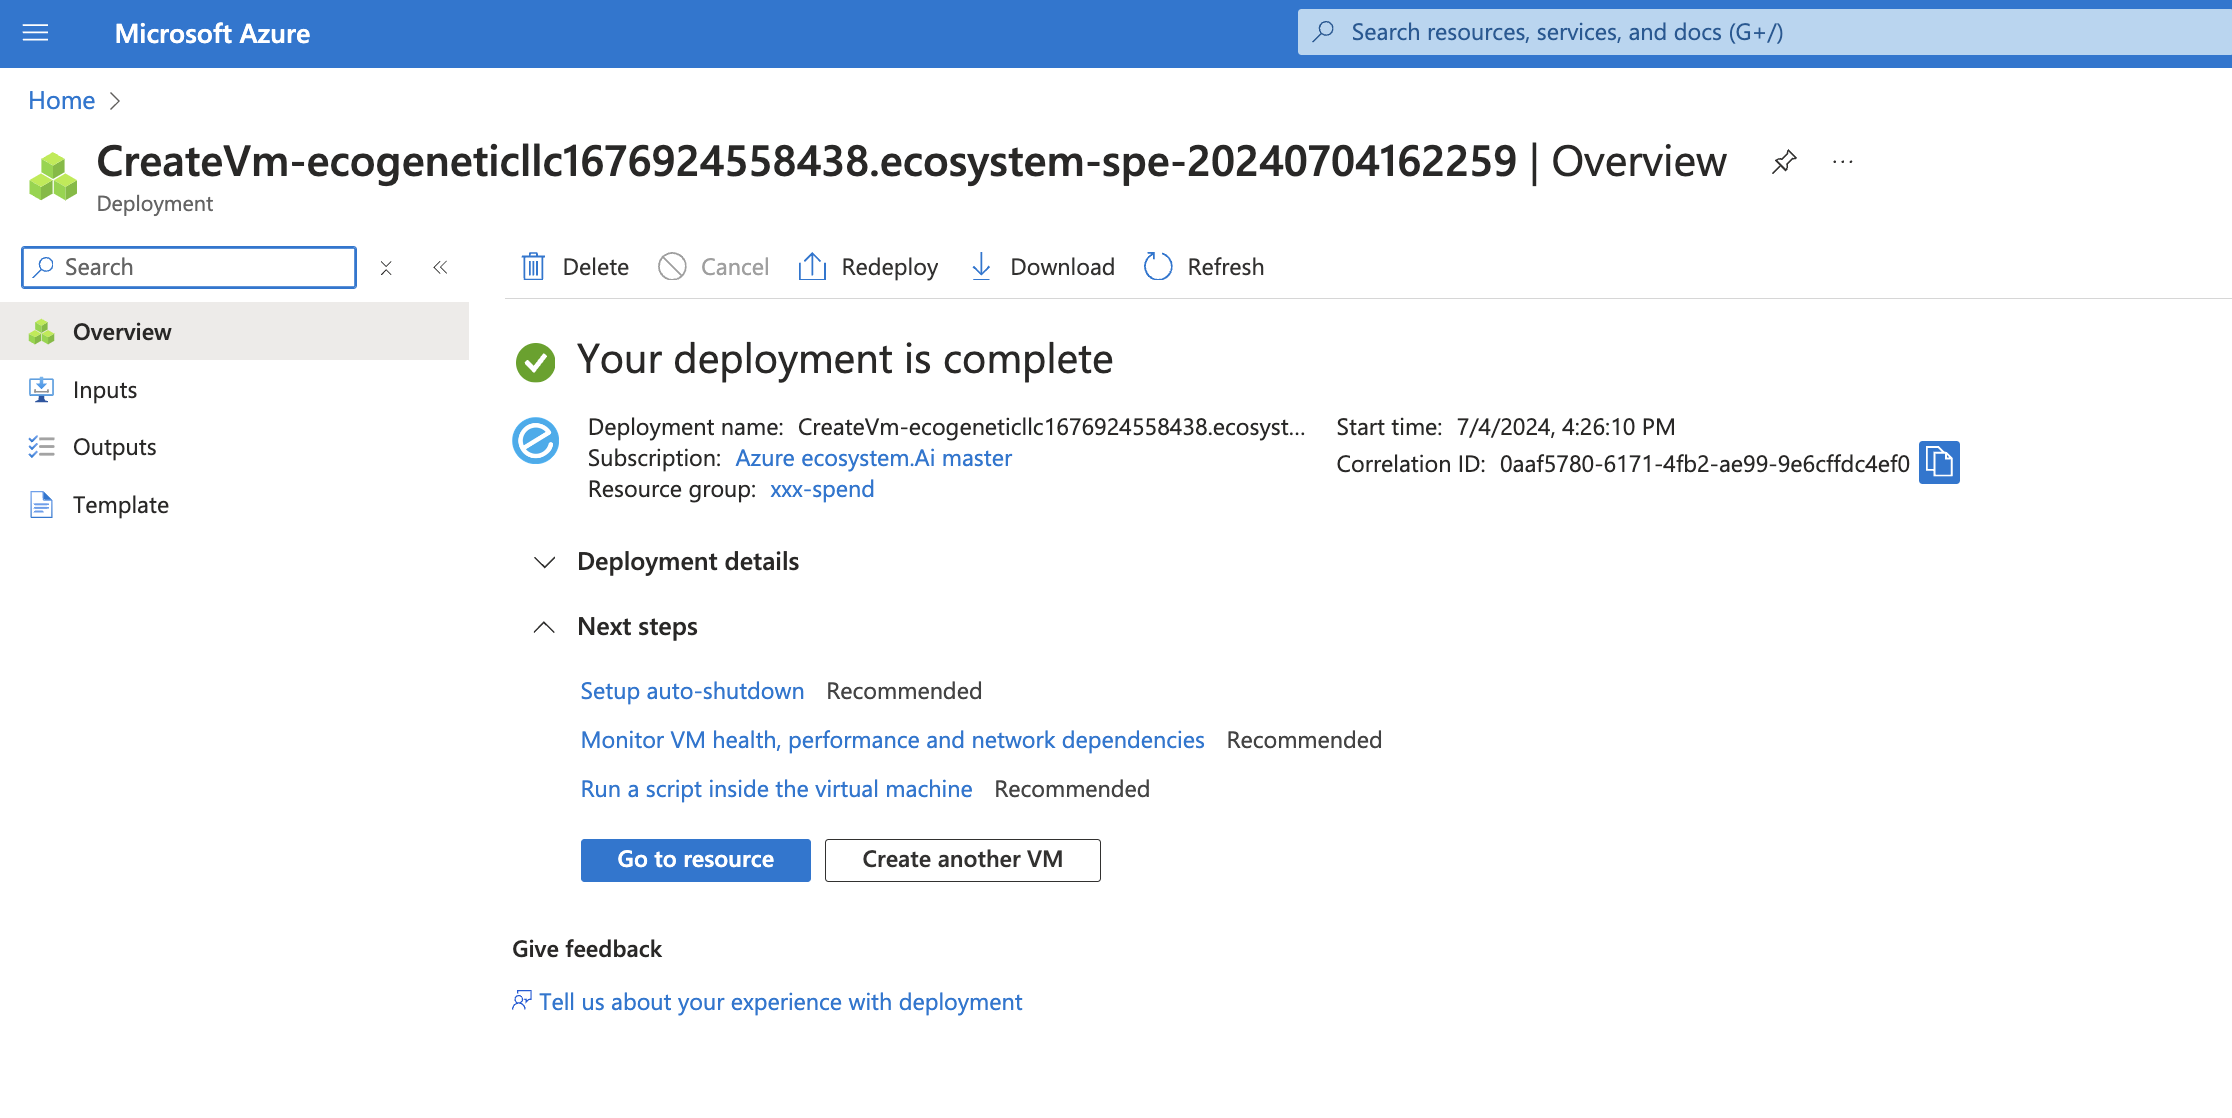 Microsoft Azure
Search resources, services, and docs (G+/)
Home
CreateVm-ecogeneticllc1676924558438.ecosystem-spe-20240704162259 | Overview
Deployment
Search
Delete
Cancel
Redeploy
Download
Refresh
Overview
Inputs
Outputs
Template
Your deployment is complete
Deployment name: CreateVm-ecogeneticllc1676924558438.ecosyst...
Subscription: Azure ecosystem.Ai master
Resource group: xxx-spend
Start time: 7/4/2024, 4:26:10 PM
Correlation ID: 0aaf5780-6171-4fb2-ae99-9e6cffdc4ef0
Deployment details
Next steps
Setup auto-shutdown Recommended
Monitor VM health, performance and network dependencies Recommended
Run a script inside the virtual machine Recommended
Go to resource
Create another VM
Give feedback
Tell us about your experience with deployment